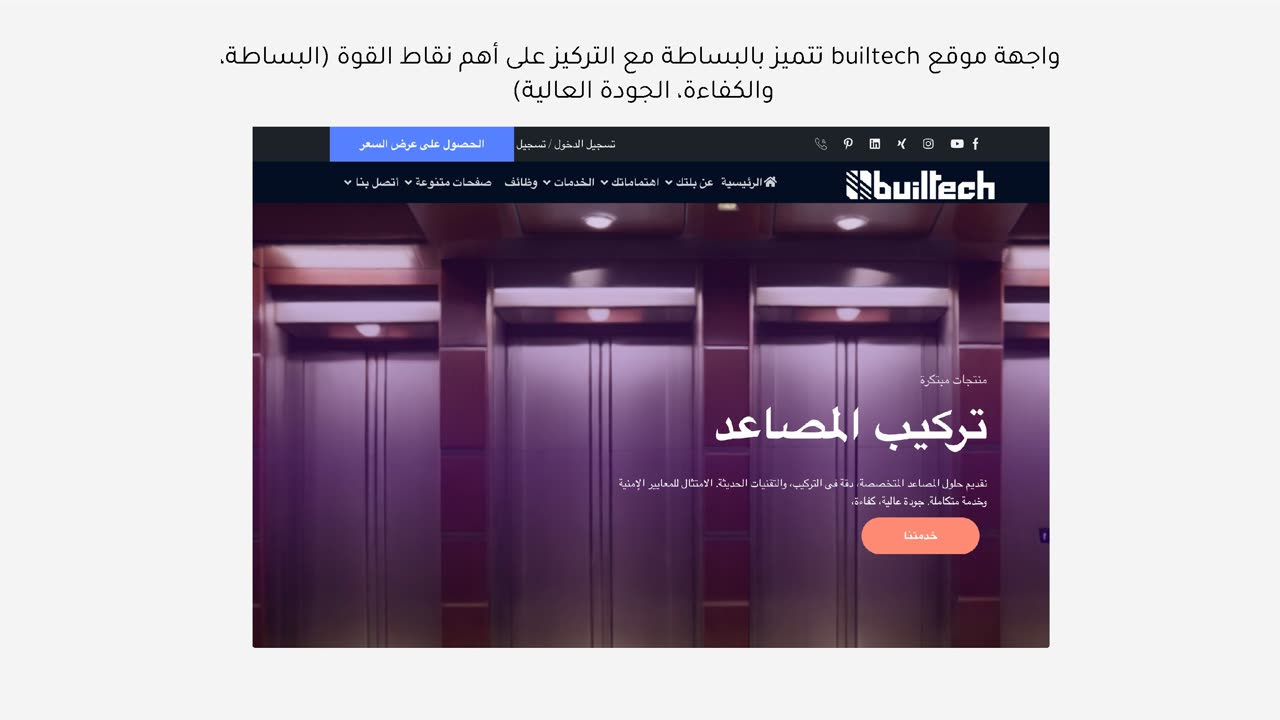 واجهة موقع builtech تتميز بالبساطة مع التركيز على أهم نقاط القوة (البساطة،
والكفاءة، الجودة العالية)
تسجيل الدخول / تسجيل
الحصول على عرض السعر
builtech
الرئيسية عن بلتك اهتماماتك الخدمات وظائف صفحات متنوعة أتصل بنا
منتجات مبتكرة
تركيب المصاعد
تقديم حلول المصاعد المتخصصة، دقة في التركيب، والتقنيات الحديثة. الامتثال للمعايير الإمنية
وخدمة متكاملة. جودة عالية، كفاءة،
خدمتنا